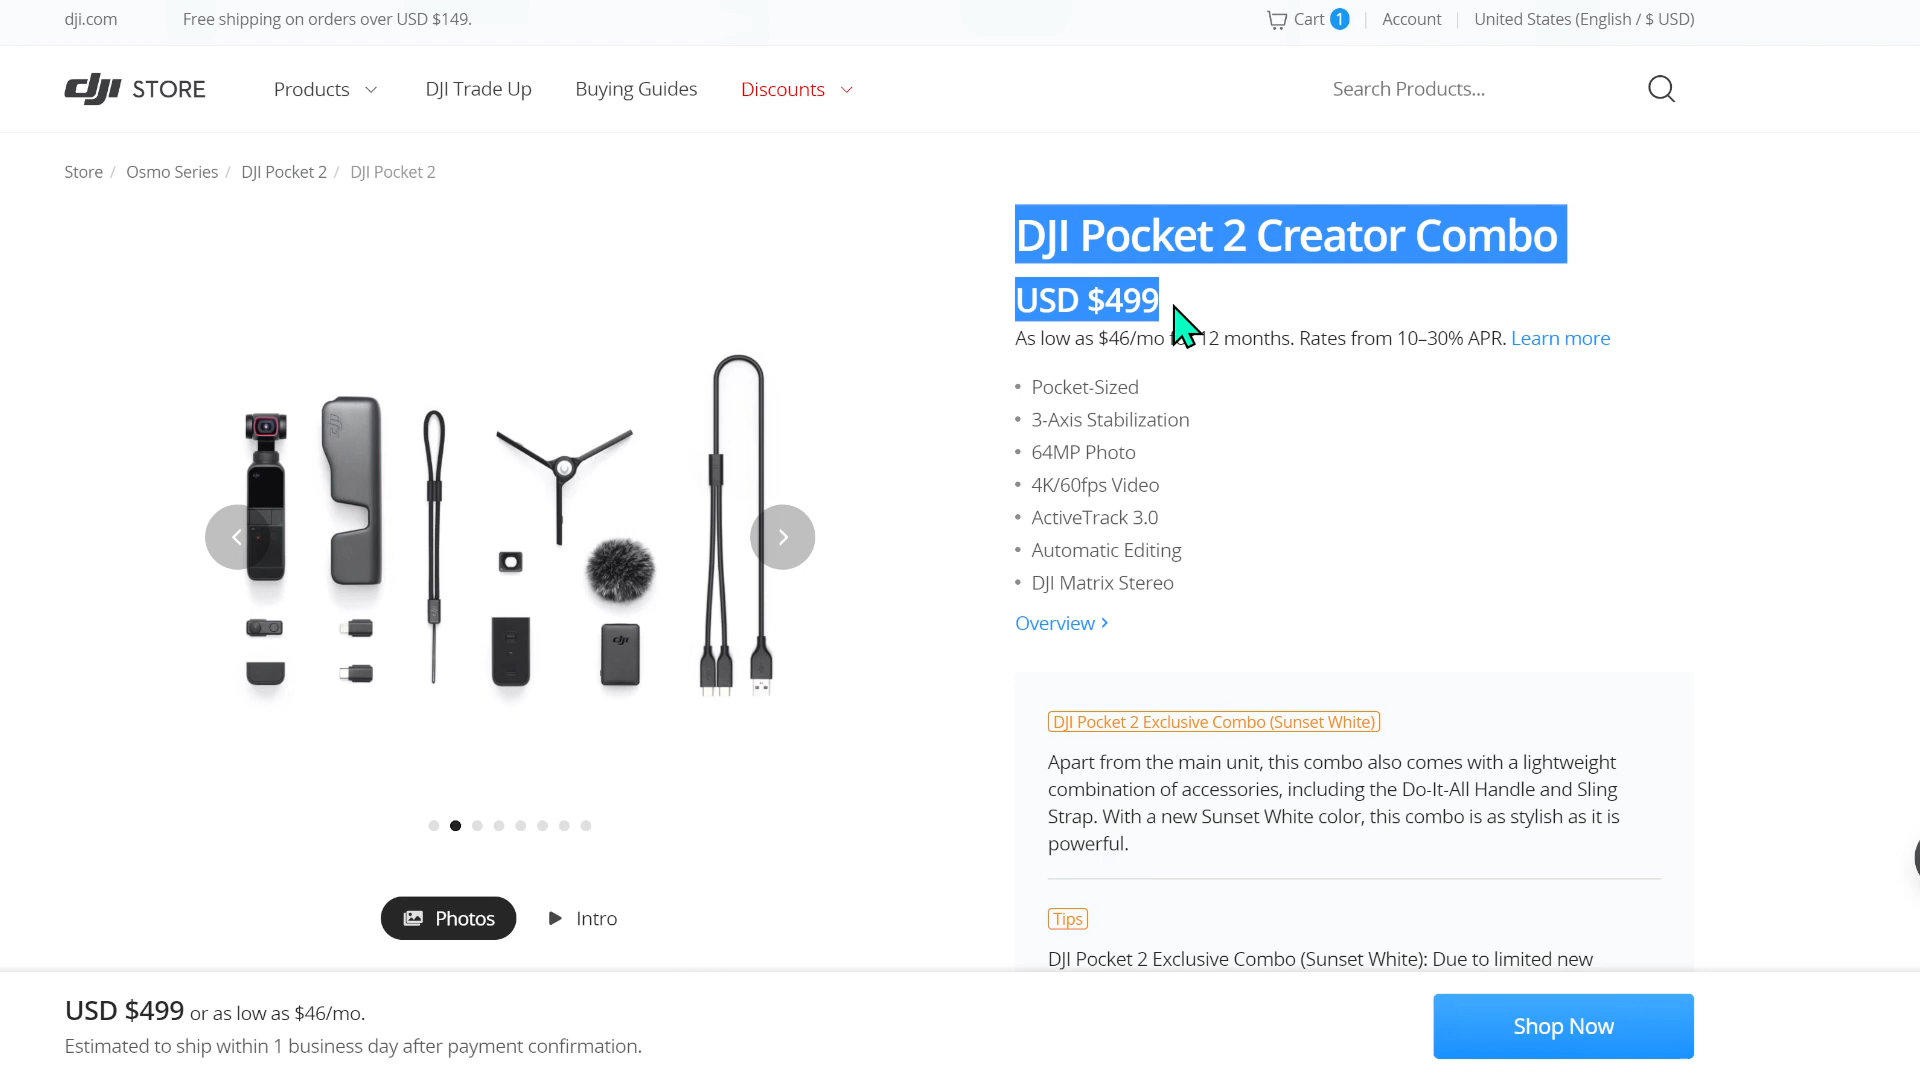 dji.com
Free shipping on orders over USD $149.
Cart 1
Account
United States (English / $ USD)
dji STORE
Products
DJI Trade Up
Buying Guides
Discounts
Search Products...
Store / Osmo Series / DJI Pocket 2 / DJI Pocket 2
DJI Pocket 2 Creator Combo
USD $499
As low as $46/mo 12 months. Rates from 10–30% APR. Learn more
• Pocket-Sized
• 3-Axis Stabilization
• 64MP Photo
• 4K/60fps Video
• ActiveTrack 3.0
• Automatic Editing
• DJI Matrix Stereo
Overview
dji
DJI Pocket 2 Exclusive Combo (Sunset White)
Apart from the main unit, this combo also comes with a lightweight
combination of accessories, including the Do-It-All Handle and Sling
Strap. With a new Sunset White color, this combo is as stylish as it is
powerful.
Tips
DJI Pocket 2 Exclusive Combo (Sunset White): Due to limited new
Photos
Intro
USD $499 or as low as $46/mo.
Estimated to ship within 1 business day after payment confirmation.
Shop Now